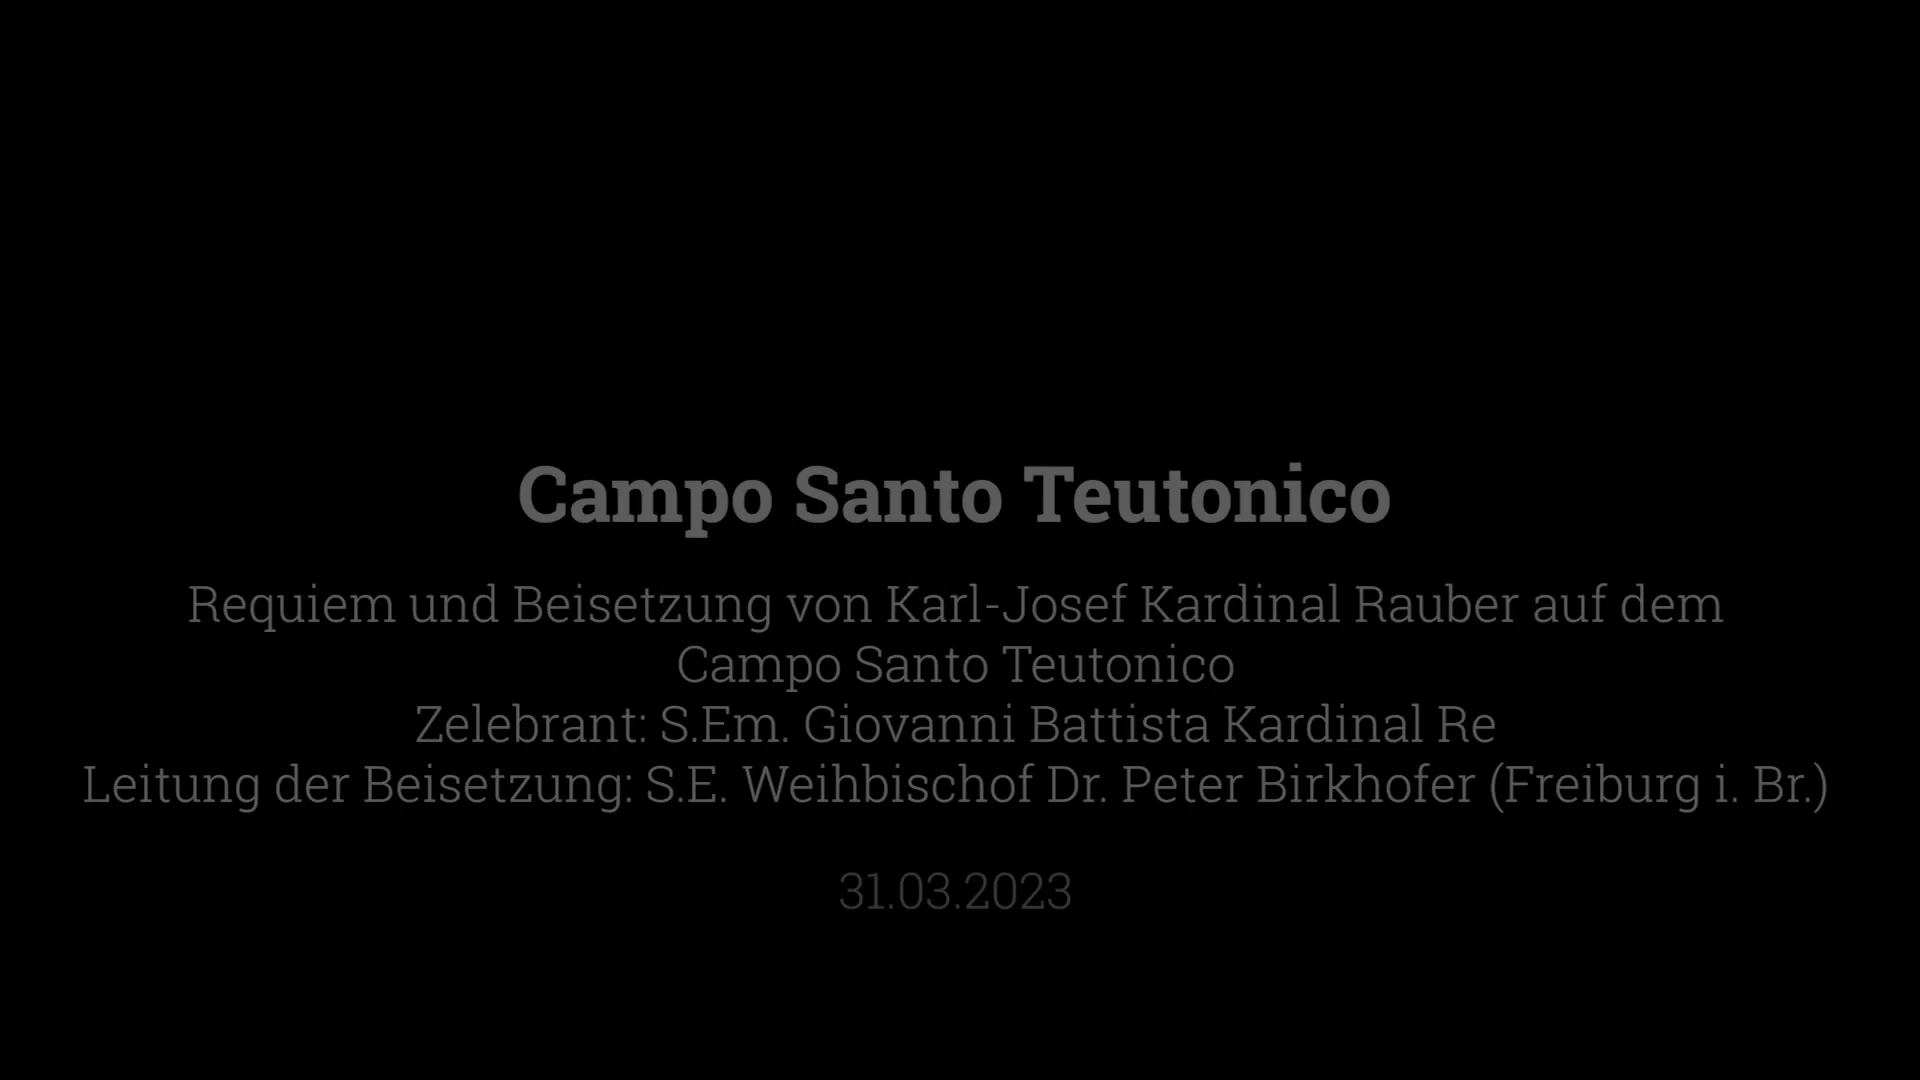 Campo Santo Teutonico
Requiem und Beisetzung von Karl-Josef Kardinal Rauber auf dem
Campo Santo Teutonico
Zelebrant: S.Em. Giovanni Battista Kardinal Re
Leitung der Beisetzung: S.E. Weihbischof Dr. Peter Birkhofer (Freiburg i. Br.)
31.03.2023